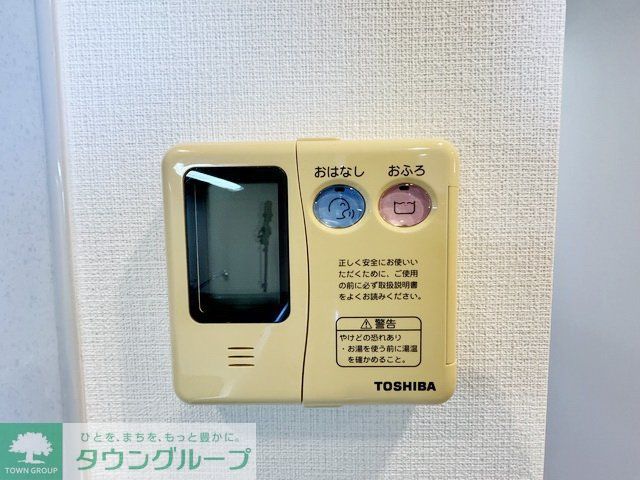 おはなし おふろ
正しく安全にお使いい
ただくために、ご使用
の前に必ず取扱説明書
をよくお読みください。
警告
やけどの恐れあり
・お湯を使う前に湯温
を確かめること。
TOSHIBA
ひとを、まちを、もっと豊かに。
タウングループ
TOWN GROUP